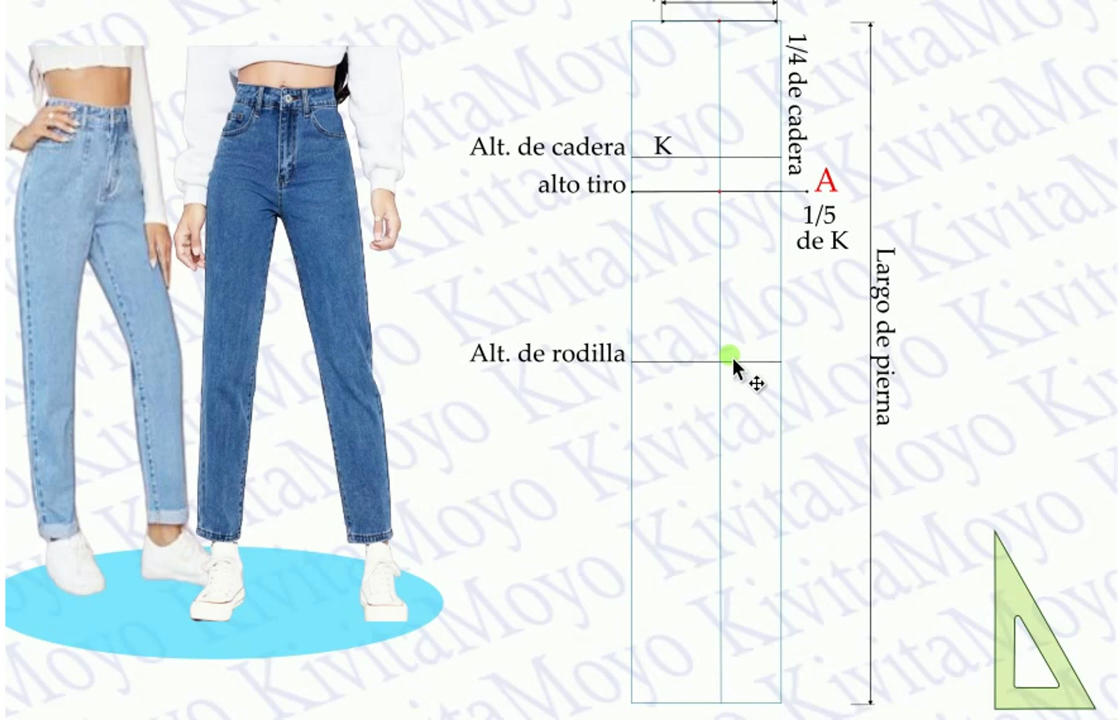 1/4 de cadera
Alt. de cadera
K
alto tiro
A
1/5
de K
Largo de pierna
Alt. de rodilla
KivitaMoyo